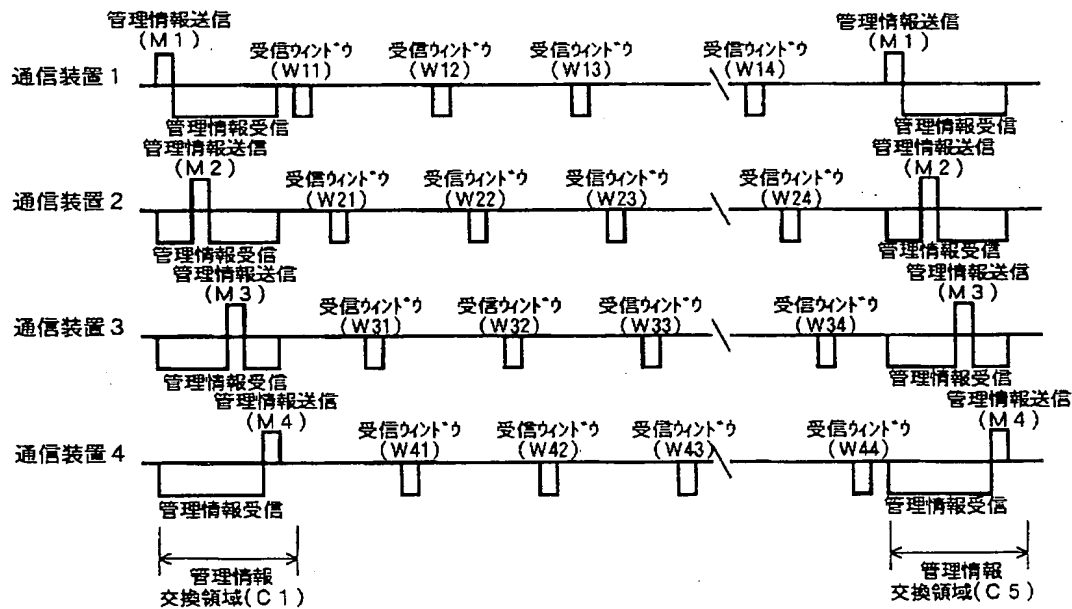 管理情報送信
(M1)
管理情報送信
(M1)
受信ウィンドウ
(W11)
受信ウィンドウ
(W12)
受信ウィンドウ
(W13)
受信ウィンドウ
(W14)
通信装置1
管理情報受信
管理情報受信
管理情報送信
(M2)
管理情報送信
(M2)
受信ウィンドウ
(W21)
受信ウィンドウ
(W22)
受信ウィンドウ
(W23)
受信ウィンドウ
(W24)
通信装置2
管理情報受信
管理情報受信
管理情報送信
(M3)
管理情報送信
(M3)
受信ウィンドウ
(W31)
受信ウィンドウ
(W32)
受信ウィンドウ
(W33)
受信ウィンドウ
(W34)
通信装置3
管理情報受信
管理情報受信
管理情報送信
(M4)
管理情報送信
(M4)
受信ウィンドウ
(W41)
受信ウィンドウ
(W42)
受信ウィンドウ
(W43)
受信ウィンドウ
(W44)
通信装置4
管理情報受信
管理情報受信
管理情報
交換領域(C1)
管理情報
交換領域(C5)